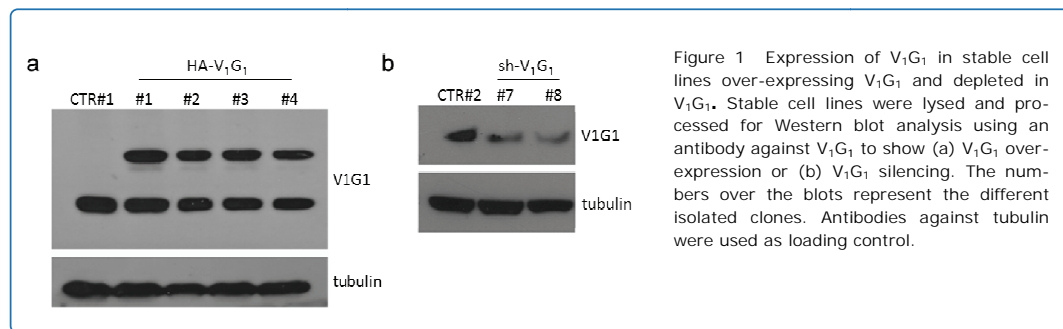 a
HA-V₁G₁
CTR#1 #1 #2 #3 #4
V1G1
tubulin
b
sh-V₁G₁
CTR#2 #7 #8
V1G1
tubulin
Figure 1 Expression of V₁G₁ in stable cell
lines over-expressing V₁G₁ and depleted in
V₁G₁. Stable cell lines were lysed and pro-
cessed for Western blot analysis using an
antibody against V₁G₁ to show (a) V₁G₁ over-
expression or (b) V₁G₁ silencing. The num-
bers over the blots represent the different
isolated clones. Antibodies against tubulin
were used as loading control.